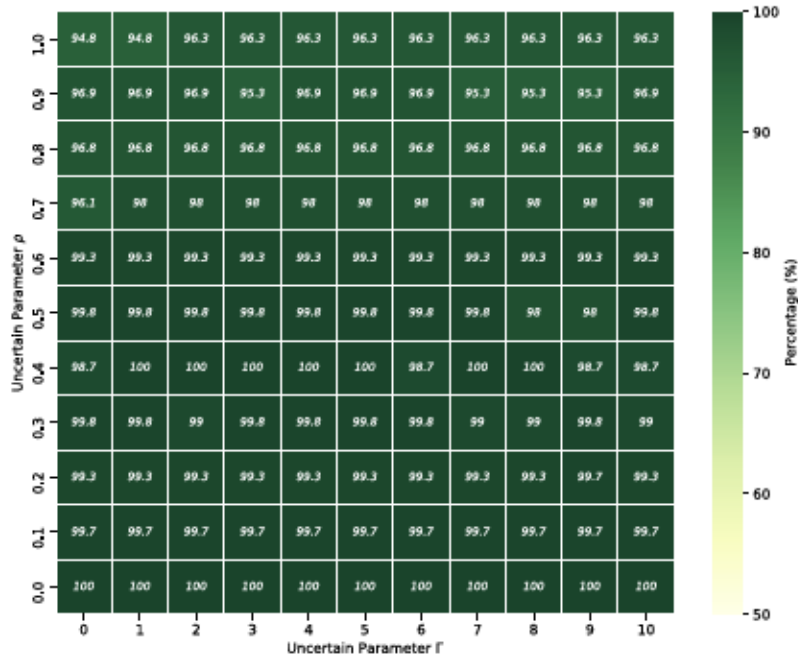 1.0 94.8 94.8 96.3 96.3 96.3 96.3 96.3 96.3 96.3 96.3 96.3
0.9 96.9 96.9 96.9 95.3 96.9 96.9 96.9 95.3 95.3 95.3 96.9
0.8 96.8 96.8 96.8 96.8 96.8 96.8 96.8 96.8 96.8 96.8 96.8
0.7 96.1 98 98 98 98 98 98 98 98 98 98
0.6 99.3 99.3 99.3 99.3 99.3 99.3 99.3 99.3 99.3 99.3 99.3
0.5 99.8 99.8 99.8 99.8 99.8 99.8 99.8 99.8 98 98 99.8
0.4 98.7 100 100 100 100 100 98.7 100 100 98.7 98.7
0.3 99.8 99.8 99 99.8 99.8 99.8 99.8 99 99 99.8 99
0.2 99.3 99.3 99.3 99.3 99.3 99.3 99.3 99.3 99.3 99.7 99.3
0.1 99.7 99.7 99.7 99.7 99.7 99.7 99.7 99.7 99.7 99.7 99.7
0.0 100 100 100 100 100 100 100 100 100 100 100
0 1 2 3 4 5 6 7 8 9 10
Uncertain Parameter Γ
Uncertain Parameter ρ
100
90
80
70
60
50
Percentage (%)